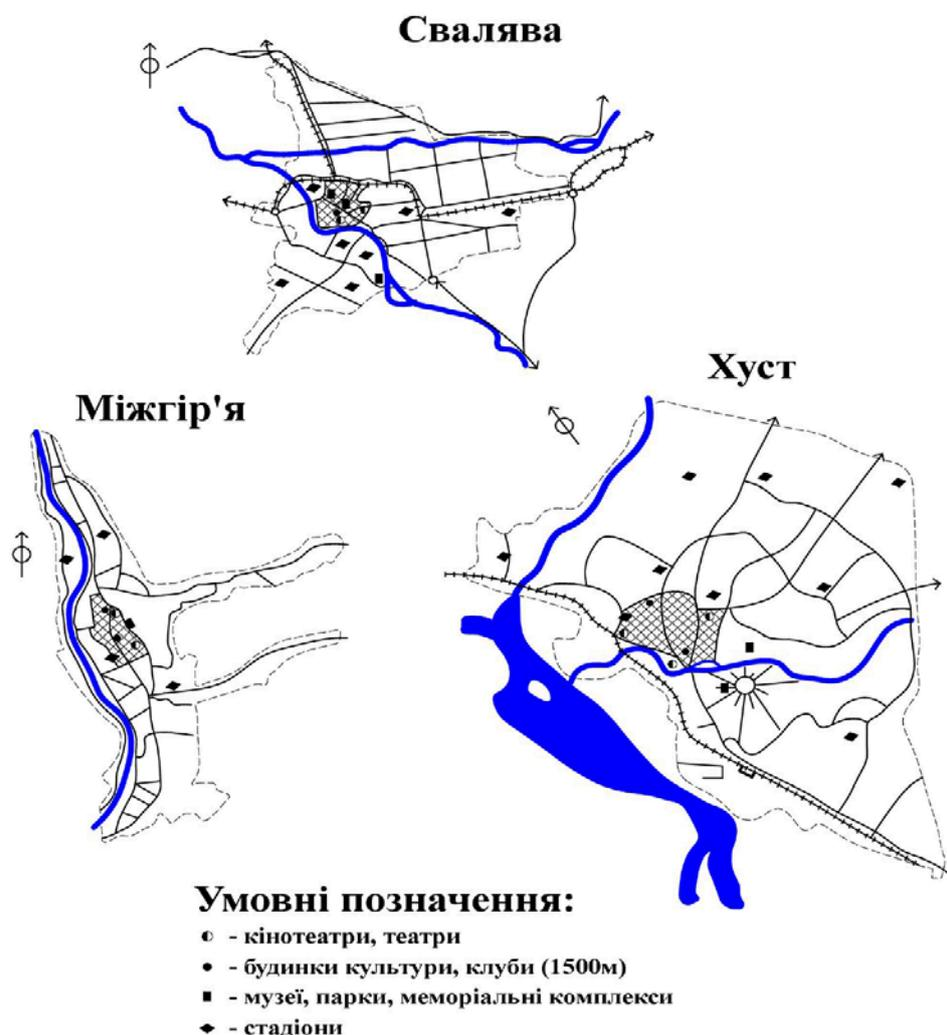 Свалява
Хуст
Міжгір'я
Умовні позначення:
- кінотеатри, театри
- будинки культури, клуби (1500м)
- музеї, парки, меморіальні комплекси
- стадіони